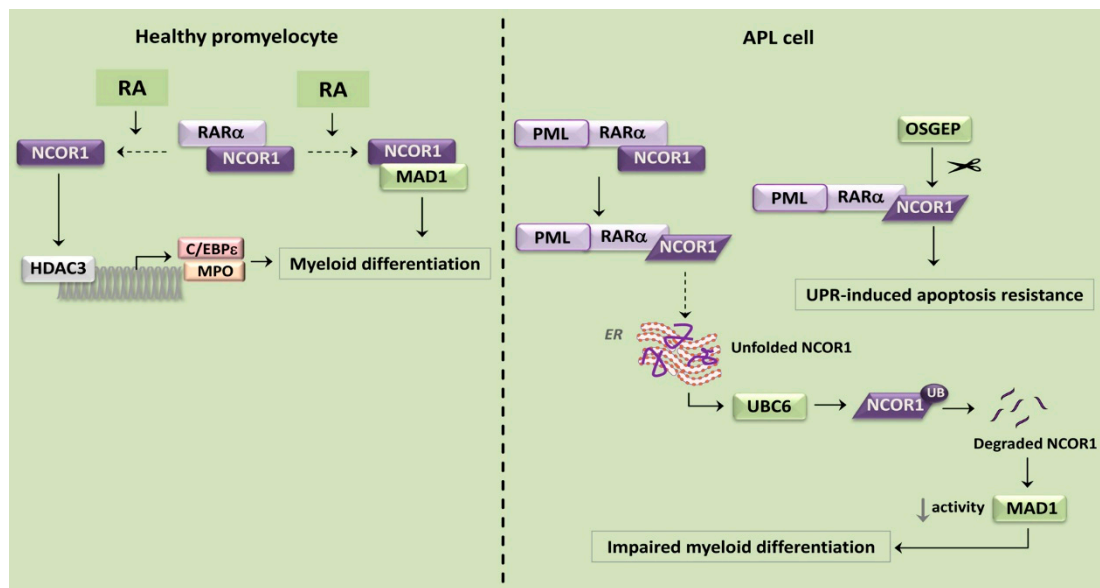 Healthy promyelocyte
RA
RA
RARα
NCOR1
NCOR1
NCOR1
MAD1
HDAC3
C/EBPε
MPO
Myeloid differentiation
APL cell
PML
RARα
NCOR1
OSGEP
PML
RARα
NCOR1
PML
RARα
NCOR1
UPR-induced apoptosis resistance
ER
Unfolded NCOR1
UBC6
NCOR1
UB
Degraded NCOR1
activity
MAD1
Impaired myeloid differentiation